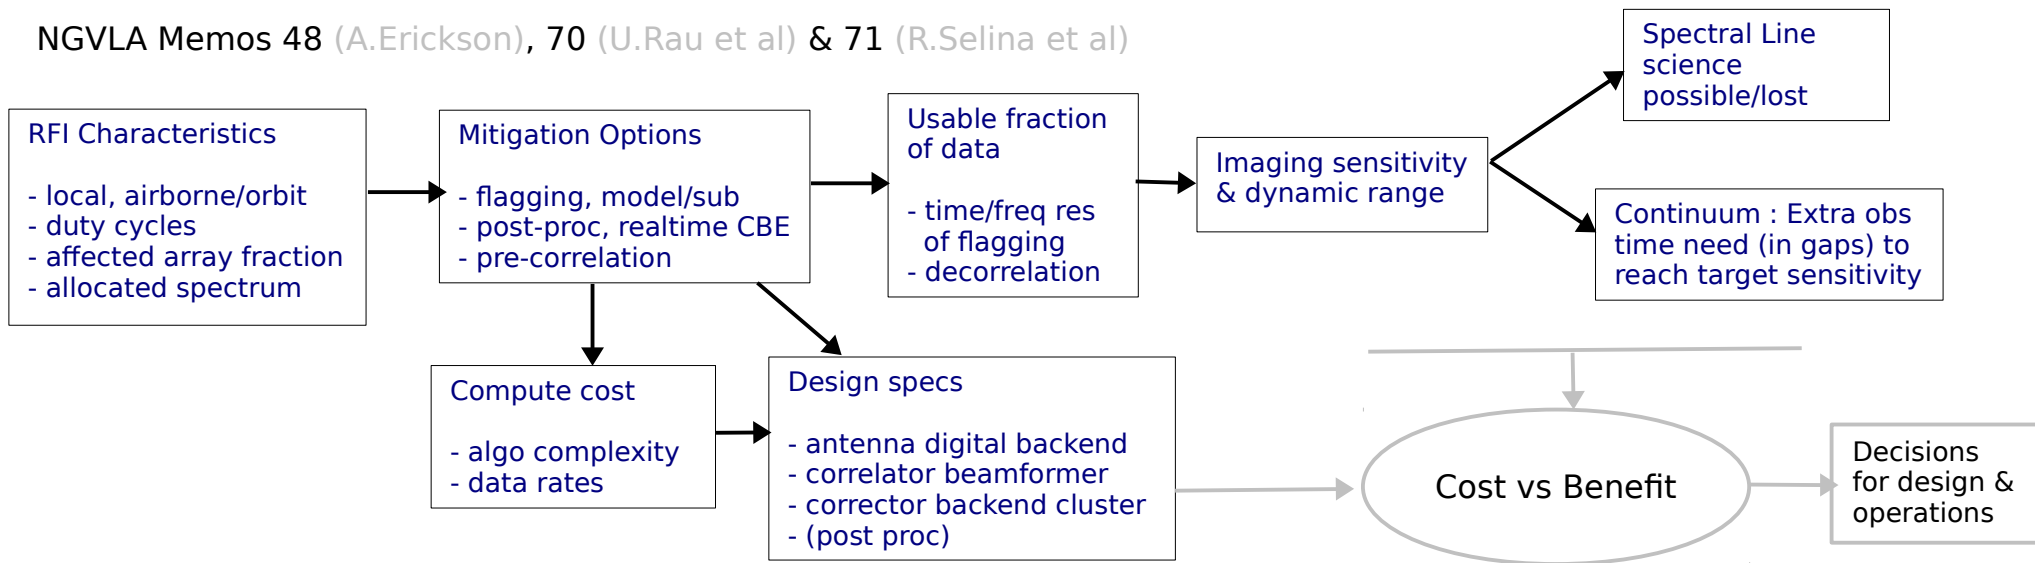 NGVLA Memos 48 (A.Erickson), 70 (U.Rau et al) & 71 (R.Selina et al)
RFI Characteristics
- local, airborne/orbit
- duty cycles
- affected array fraction
- allocated spectrum
Mitigation Options
- flagging, model/sub
- post-proc, realtime CBE
- pre-correlation
Usable fraction
of data
- time/freq res
of flagging
- decorrelation
Imaging sensitivity
& dynamic range
Spectral Line
science
possible/lost
Continuum : Extra obs
time need (in gaps) to
reach target sensitivity
Compute cost
- algo complexity
- data rates
Design specs
- antenna digital backend
- correlator beamformer
- corrector backend cluster
- (post proc)
Cost vs Benefit
Decisions
for design &
operations